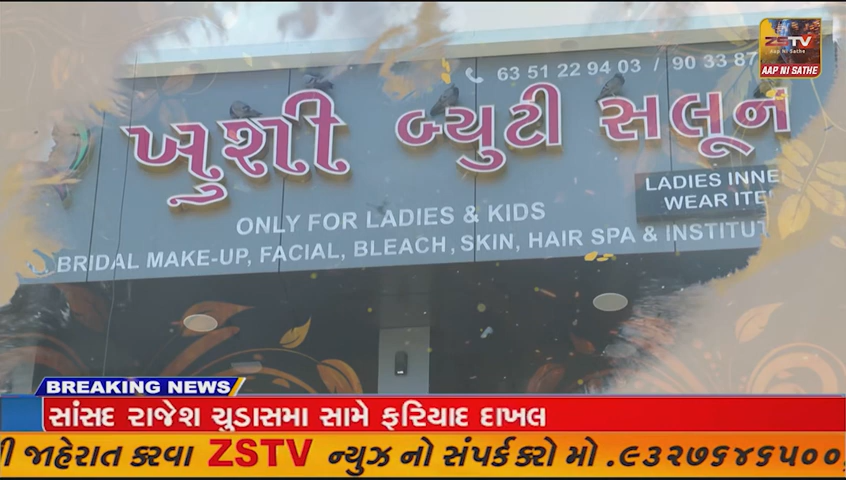 ZSTV
Aap Ni Sathe
AAP NI SATHE
63 51 22 94 03 / 90 33 87
ખુશી બ્યુટી સલૂન
LADIES INNE
WEAR ITE
ONLY FOR LADIES & KIDS
BRIDAL MAKE-UP, FACIAL, BLEACH, SKIN, HAIR SPA & INSTITUT
BREAKING NEWS
સાંસદ રાજેશ ચુડાસમા સામે ફરિયાદ દાખલ
ની જાહેરાત કરવા ZSTV ન્યુઝ નો સંપર્ક કરો મો .૯૩૨૭૬૪૬૫૦૦